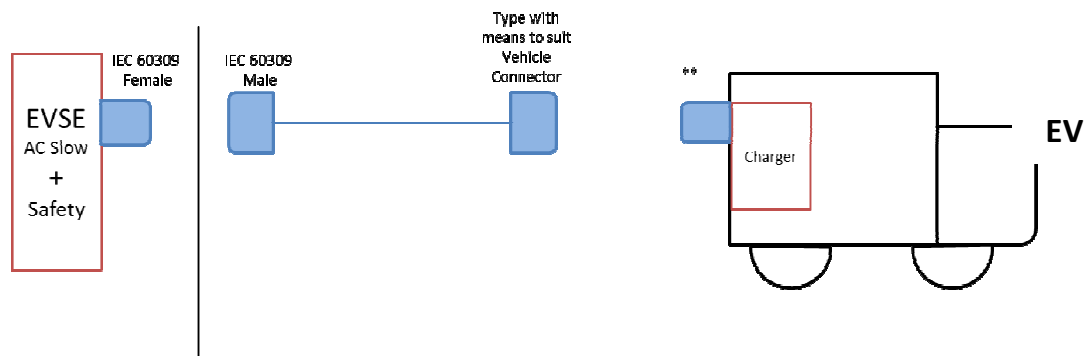 IEC 60309
Female
EVSE
AC Slow
+
Safety
IEC 60309
Male
Type with
means to suit
Vehicle
Connector
**
Charger
EV